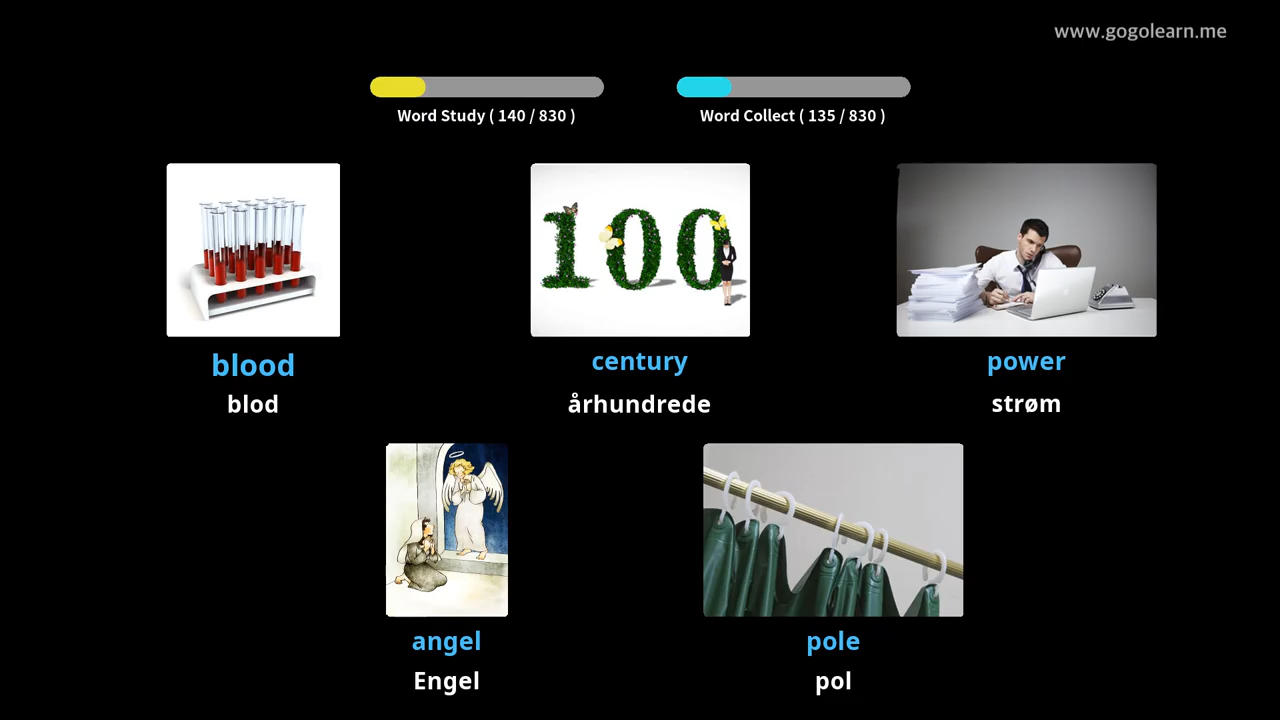 www.gogolearn.me
Word Study ( 140 / 830 )
Word Collect ( 135 / 830 )
100
blood
century
power
blod
århundrede
strøm
angel
pole
Engel
pol